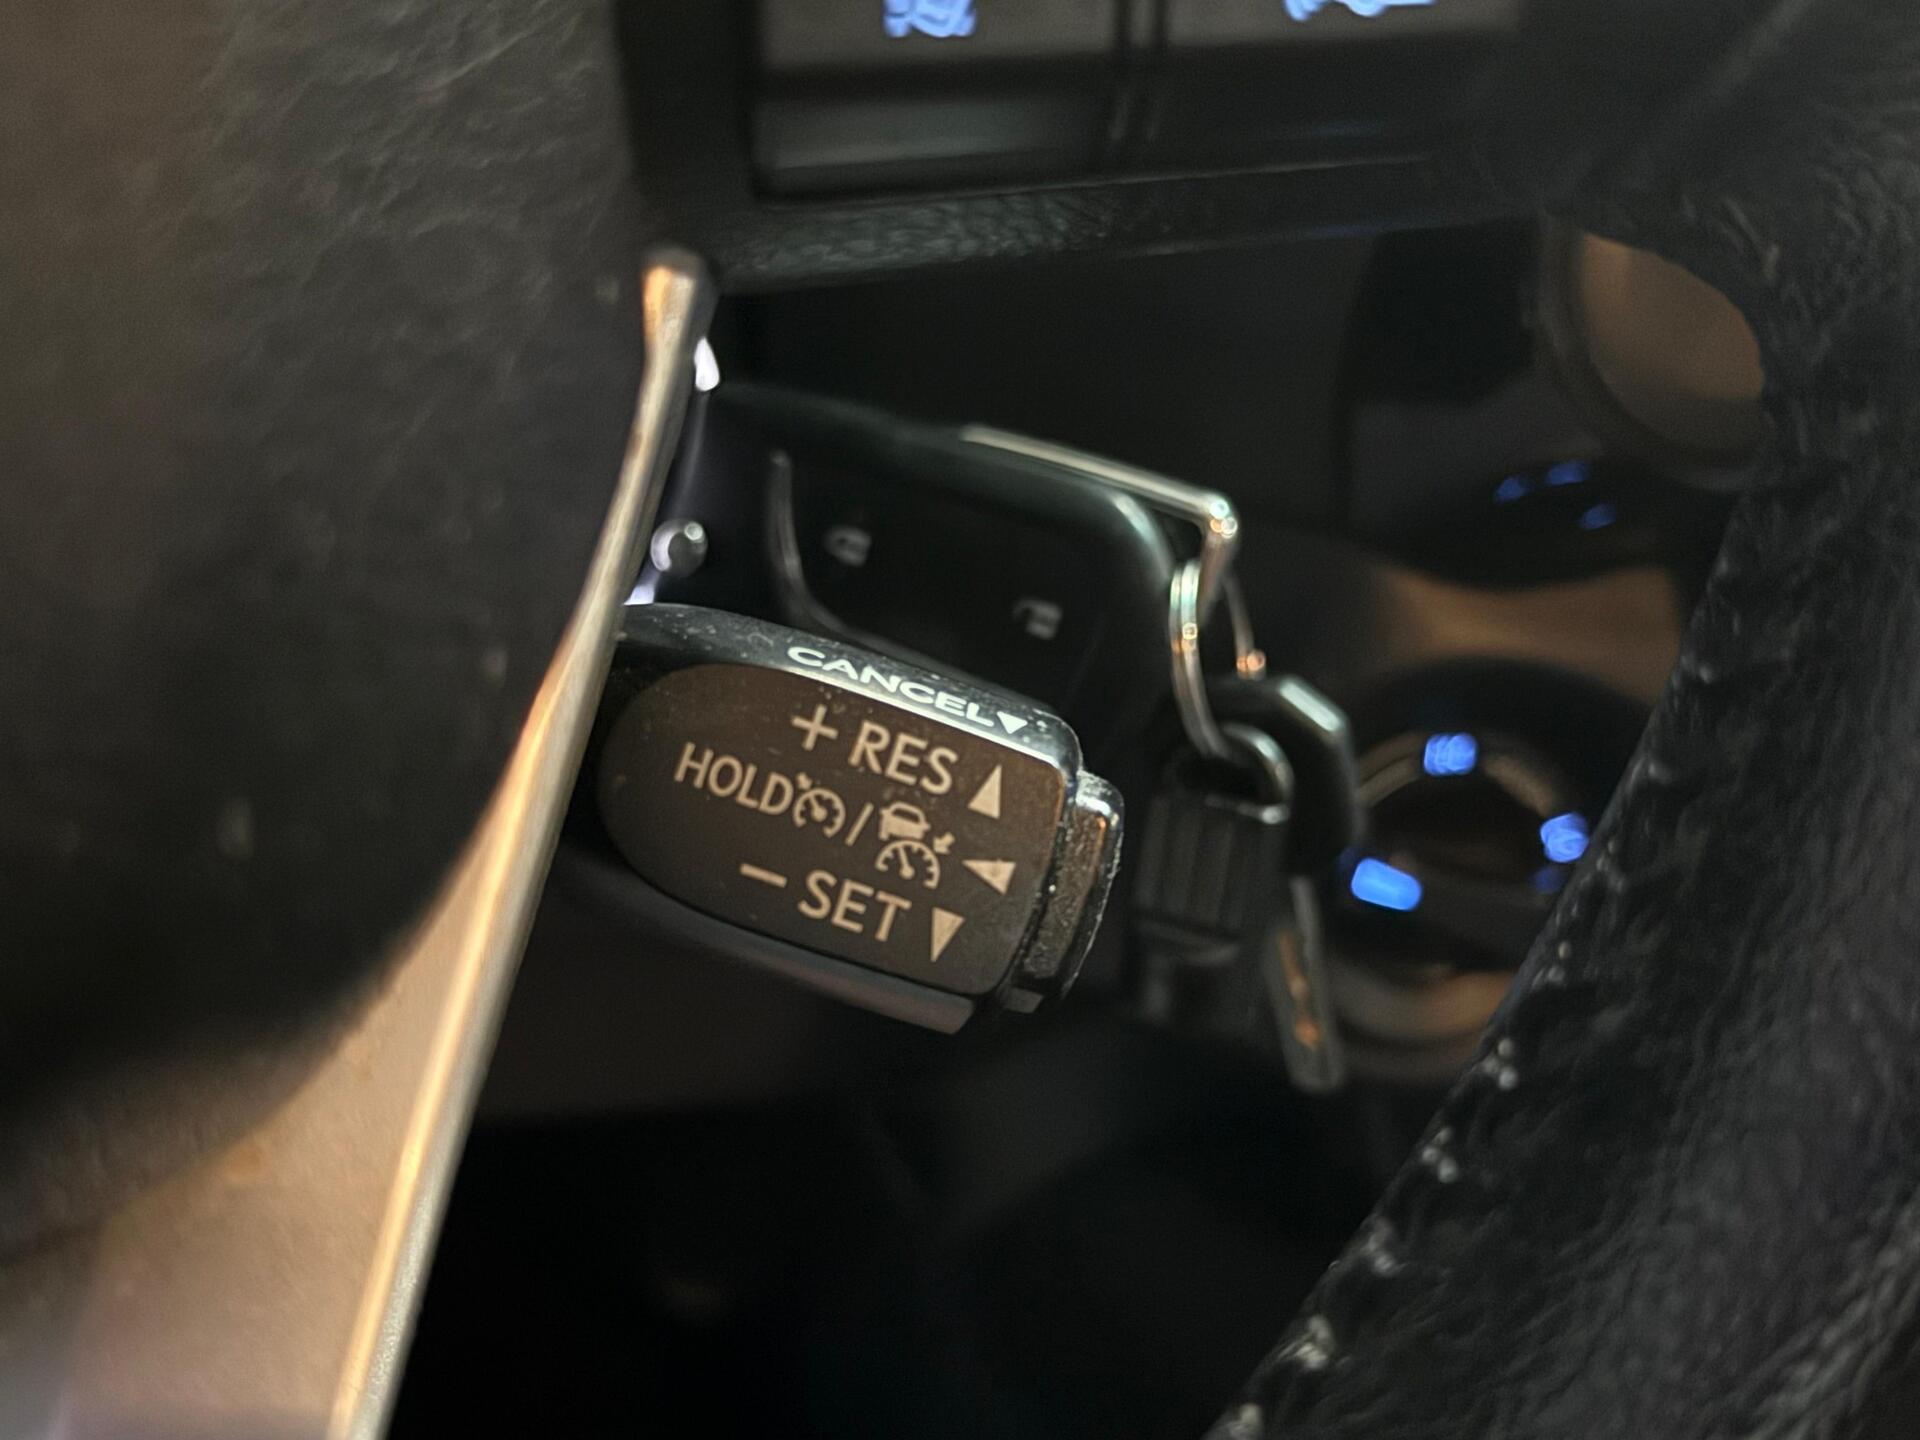 CANCEL▼
+ RES ▲
HOLD / ◀
– SET ▼